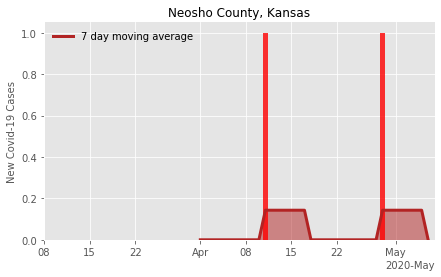 Neosho County, Kansas
7 day moving average
New Covid-19 Cases
1.0
0.8
0.6
0.4
0.2
0.0
08 15 22 Apr 08 15 22 May
2020-May